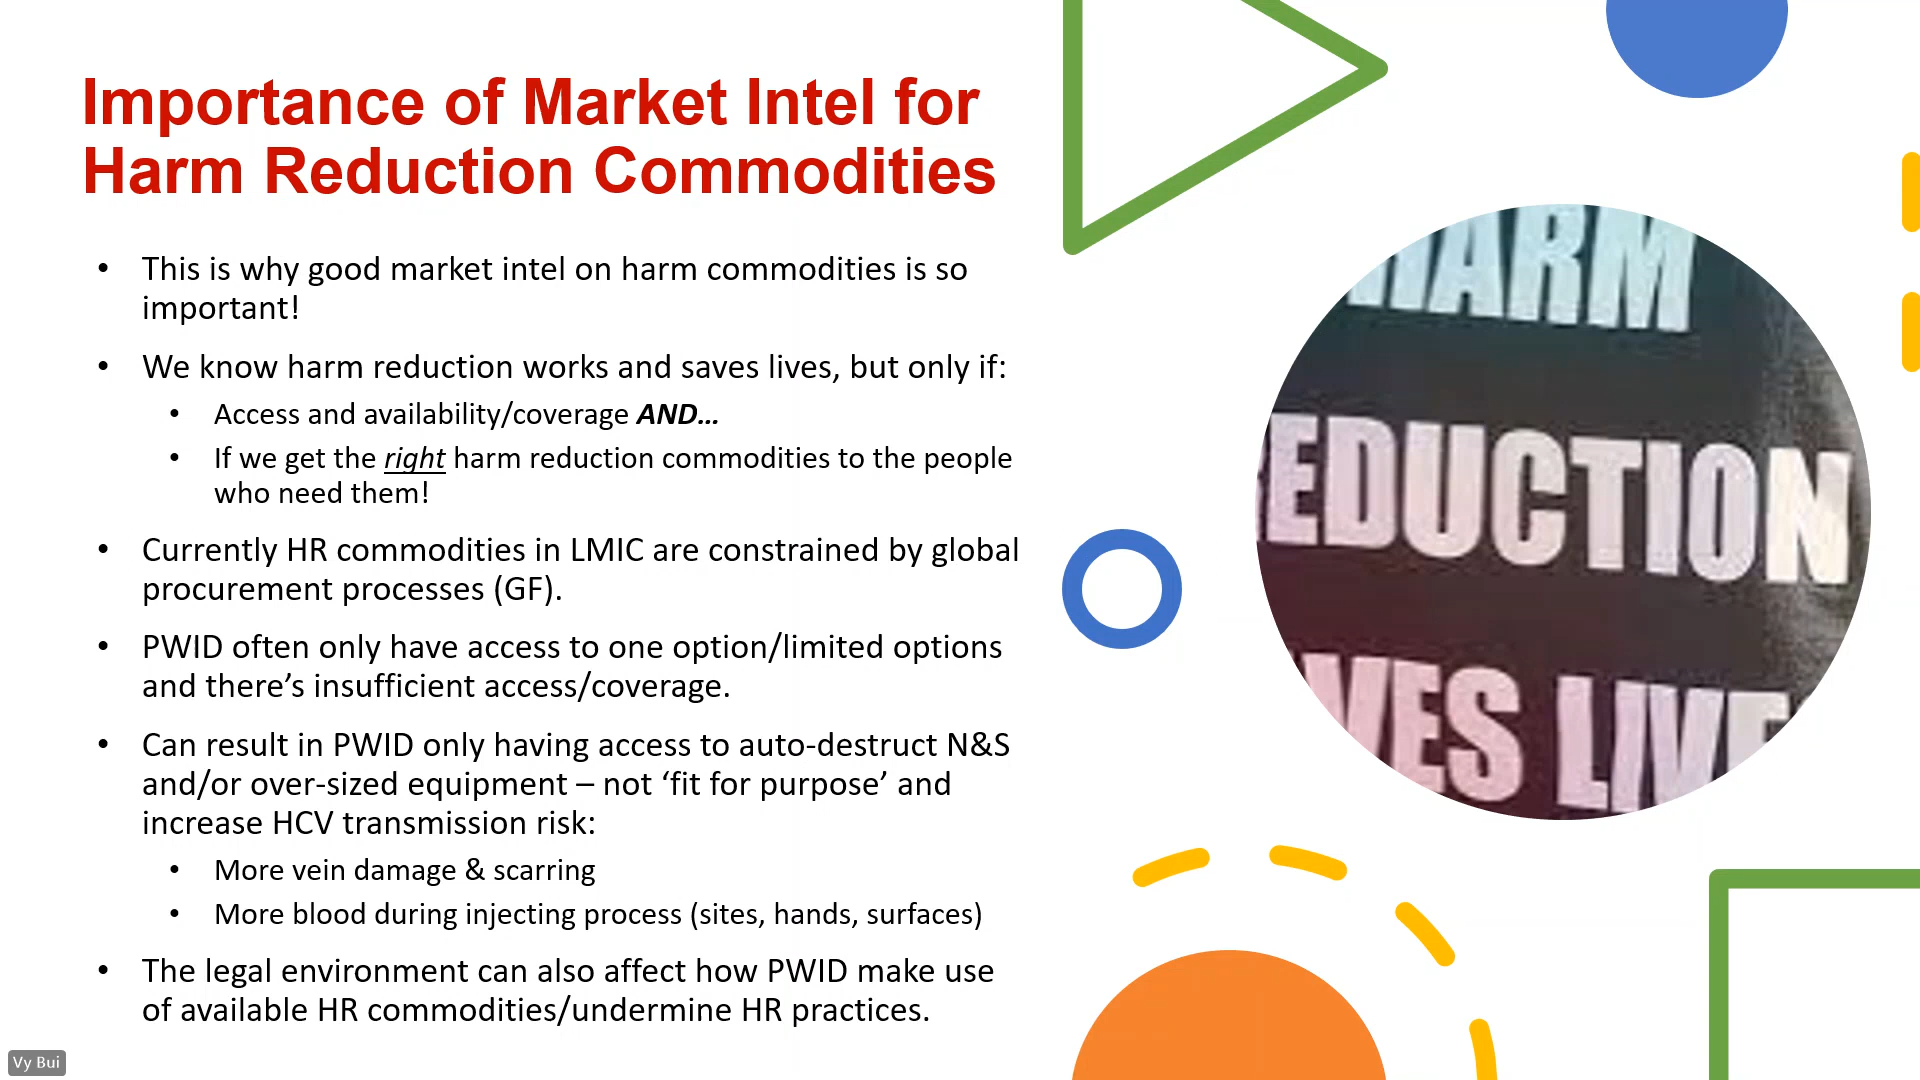 Importance of Market Intel for
Harm Reduction Commodities
• This is why good market intel on harm commodities is so
important!
• We know harm reduction works and saves lives, but only if:
• Access and availability/coverage AND...
• If we get the right harm reduction commodities to the people
who need them!
• Currently HR commodities in LMIC are constrained by global
procurement processes (GF).
• PWID often only have access to one option/limited options
and there’s insufficient access/coverage.
• Can result in PWID only having access to auto-destruct N&S
and/or over-sized equipment – not ‘fit for purpose’ and
increase HCV transmission risk:
• More vein damage & scarring
• More blood during injecting process (sites, hands, surfaces)
• The legal environment can also affect how PWID make use
of available HR commodities/undermine HR practices.
HARM
REDUCTION
VES LIVE
Vy Bui